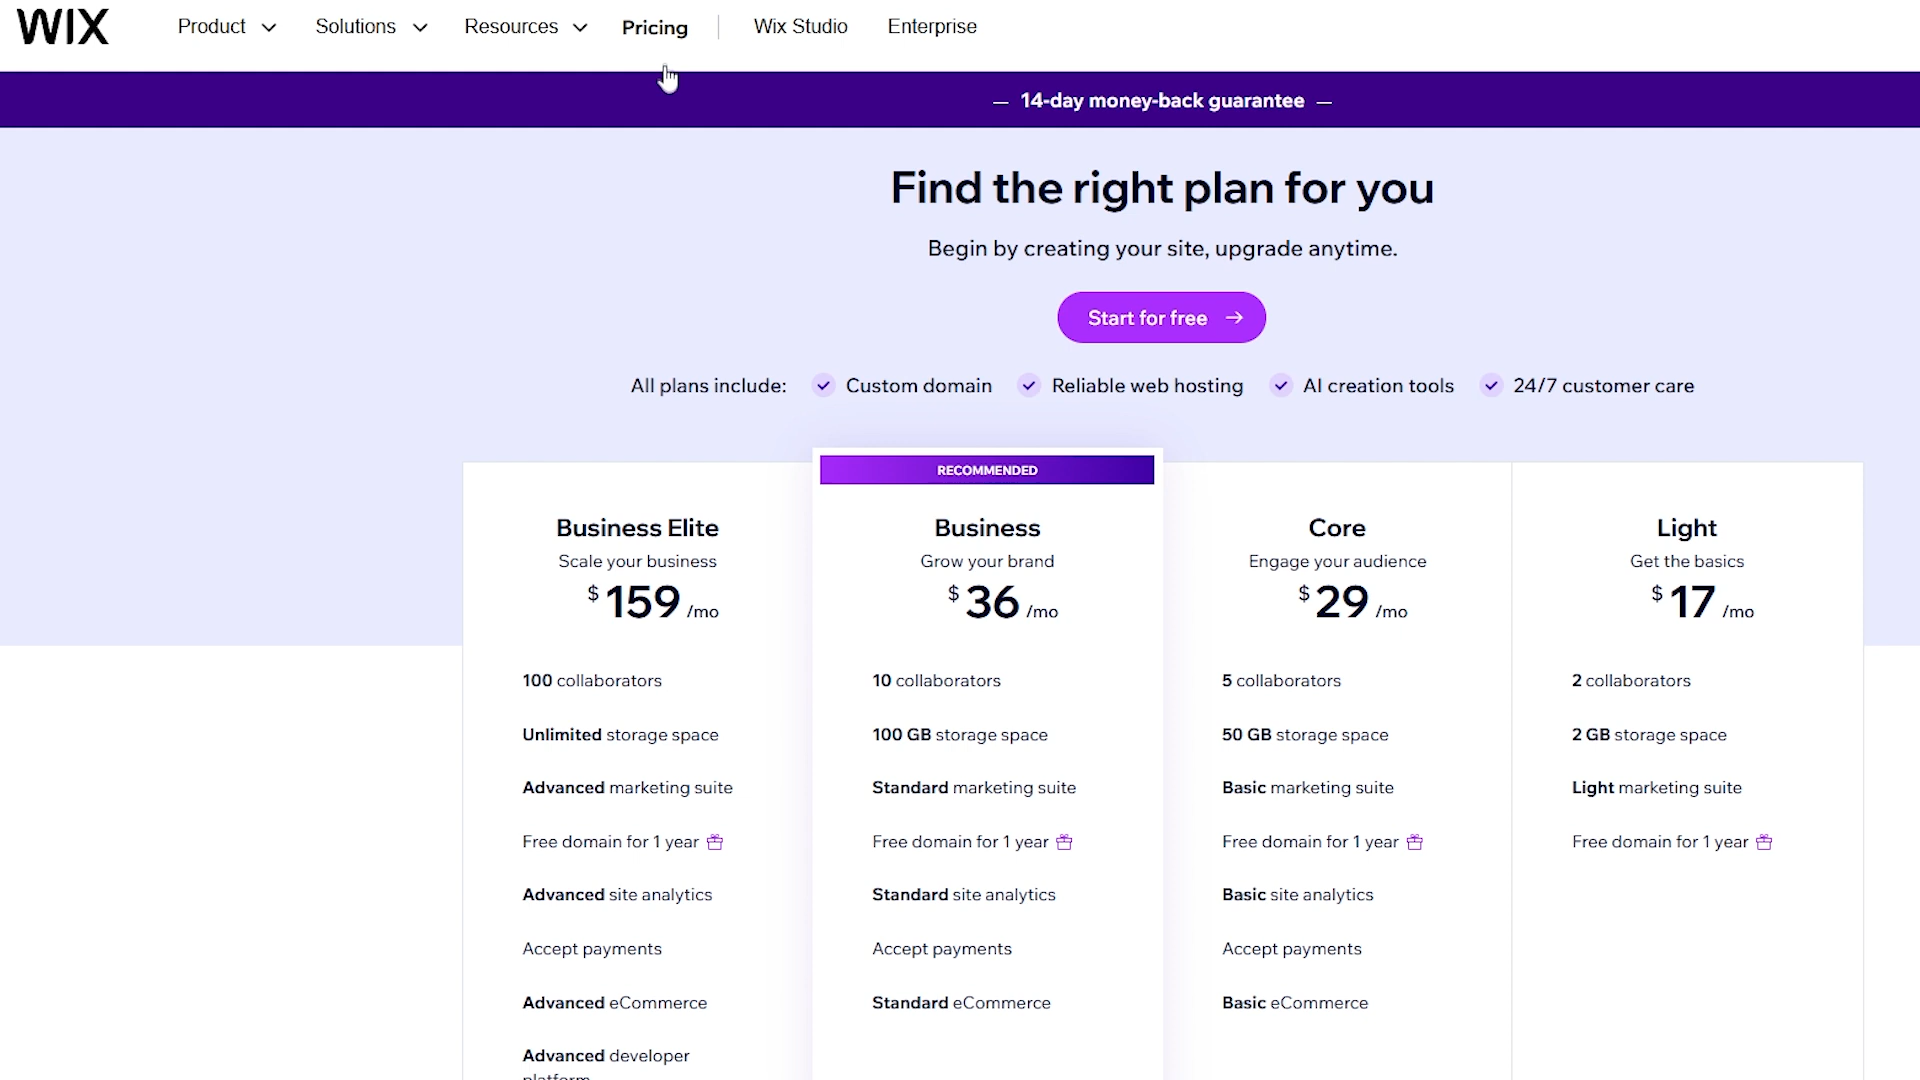 WIX
Product
Solutions
Resources
Pricing
Wix Studio
Enterprise
— 14-day money-back guarantee —
Find the right plan for you
Begin by creating your site, upgrade anytime.
Start for free →
All plans include: Custom domain Reliable web hosting AI creation tools 24/7 customer care
Business Elite
Scale your business
$ 159 /mo
100 collaborators
Unlimited storage space
Advanced marketing suite
Free domain for 1 year
Advanced site analytics
Accept payments
Advanced eCommerce
Advanced developer
platform
RECOMMENDED
Business
Grow your brand
$ 36 /mo
10 collaborators
100 GB storage space
Standard marketing suite
Free domain for 1 year
Standard site analytics
Accept payments
Standard eCommerce
Core
Engage your audience
$ 29 /mo
5 collaborators
50 GB storage space
Basic marketing suite
Free domain for 1 year
Basic site analytics
Accept payments
Basic eCommerce
Light
Get the basics
$ 17 /mo
2 collaborators
2 GB storage space
Light marketing suite
Free domain for 1 year